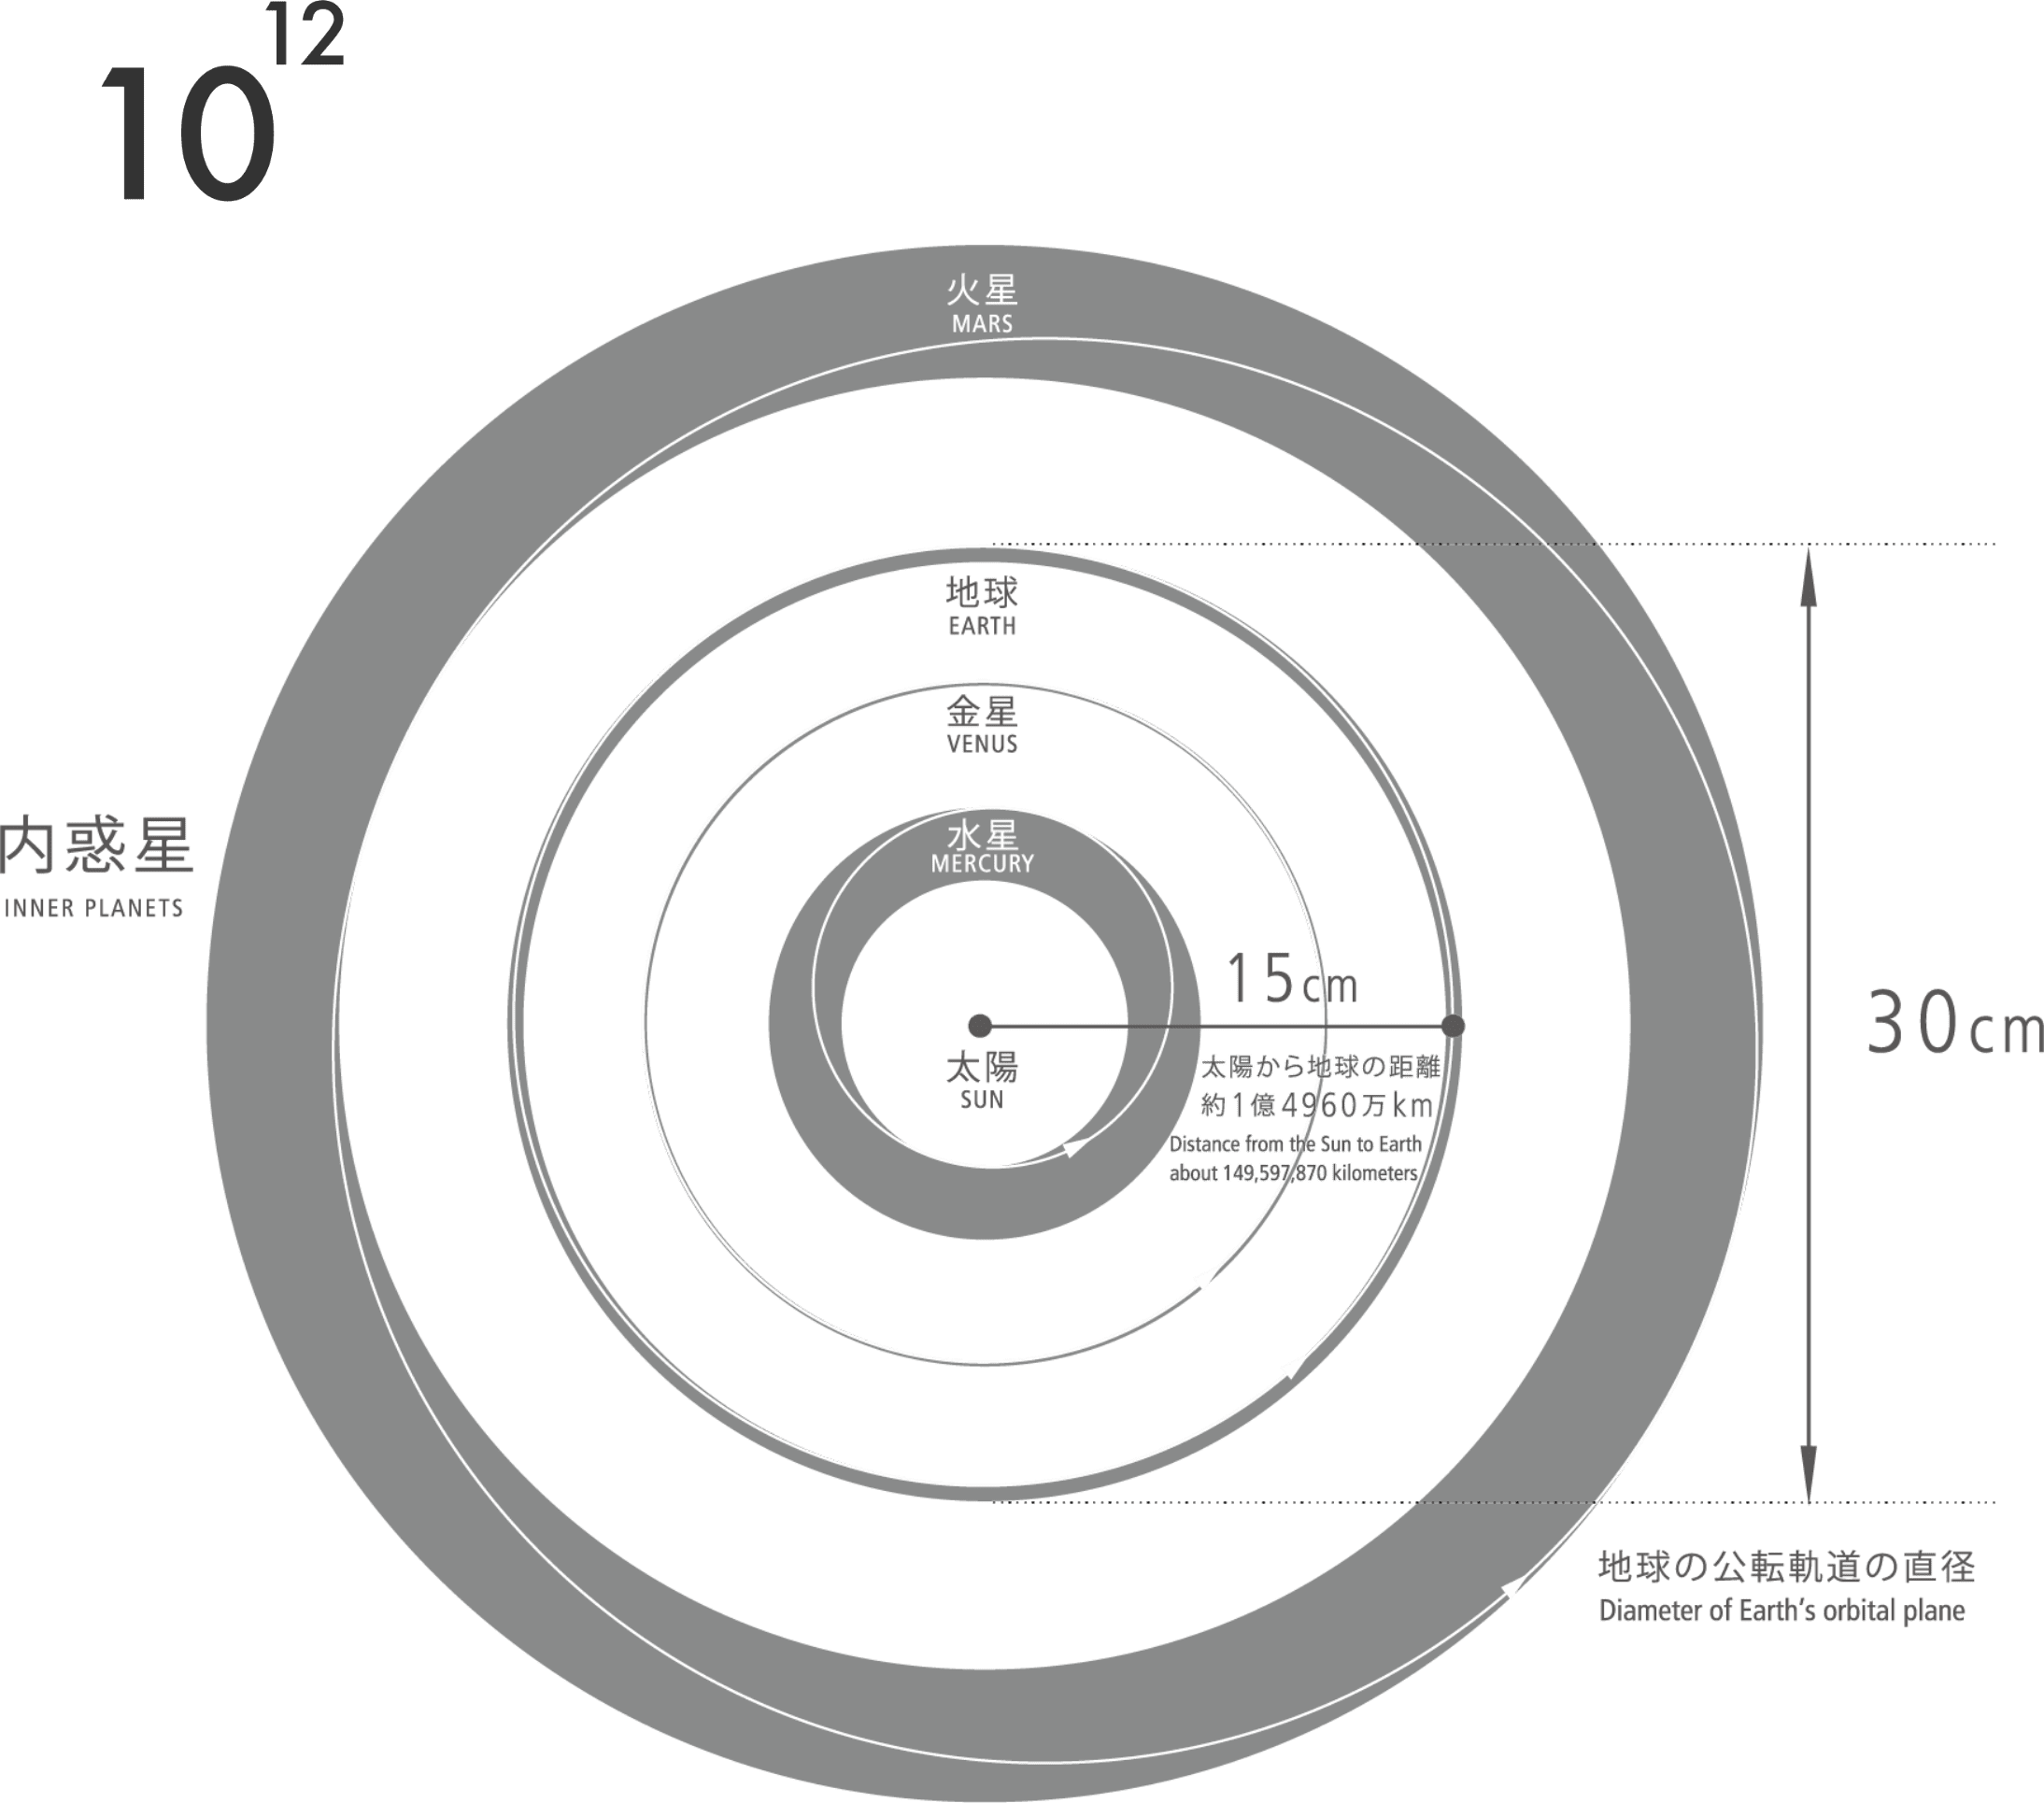 10¹²
火星
MARS
地球
EARTH
金星
VENUS
水星
MERCURY
内惑星
INNER PLANETS
15cm
30cm
太陽
SUN
太陽から地球の距離
約1億4960万km
Distance from the Sun to Earth
about 149,597,870 kilometers
地球の公転軌道の直径
Diameter of Earth's orbital plane